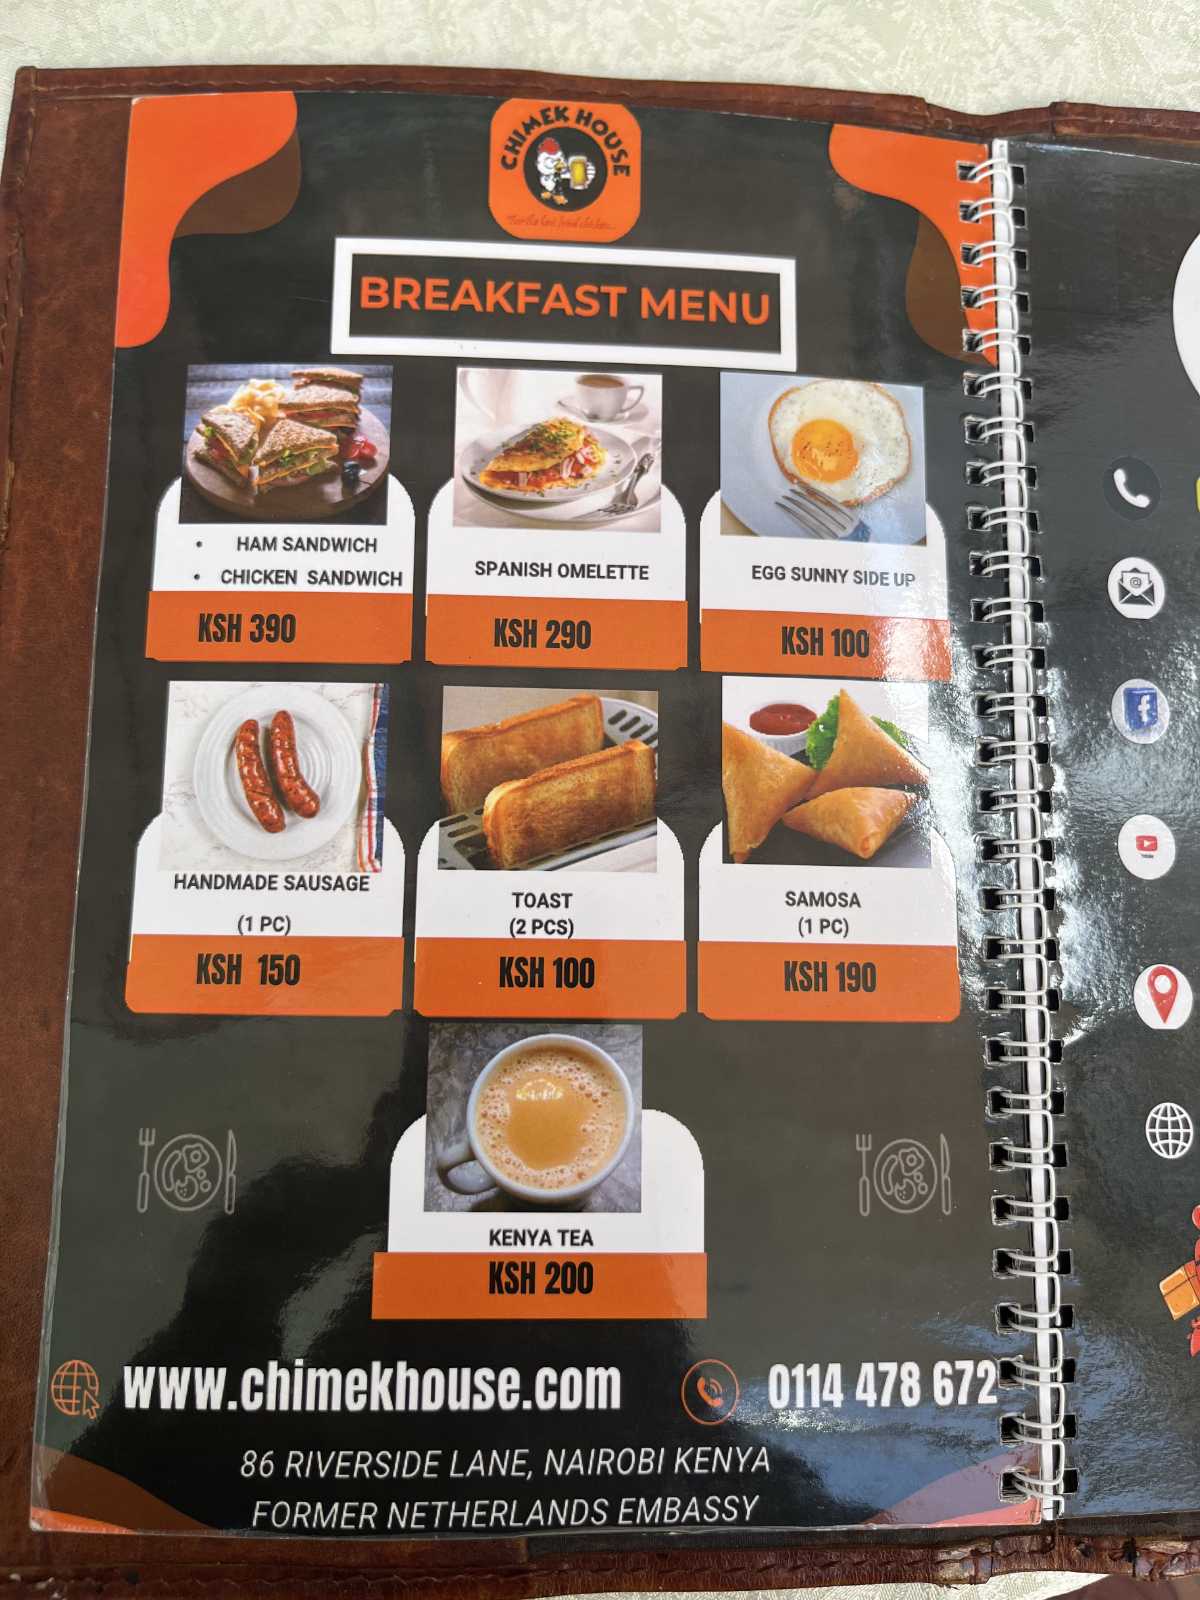 CHIMEK HOUSE
BREAKFAST MENU
• HAM SANDWICH
• CHICKEN SANDWICH
KSH 390
SPANISH OMELETTE
KSH 290
EGG SUNNY SIDE UP
KSH 100
HANDMADE SAUSAGE
(1 PC)
KSH 150
TOAST
(2 PCS)
KSH 100
SAMOSA
(1 PC)
KSH 190
KENYA TEA
KSH 200
www.chimekhouse.com
0114 478 672
86 RIVERSIDE LANE, NAIROBI KENYA
FORMER NETHERLANDS EMBASSY